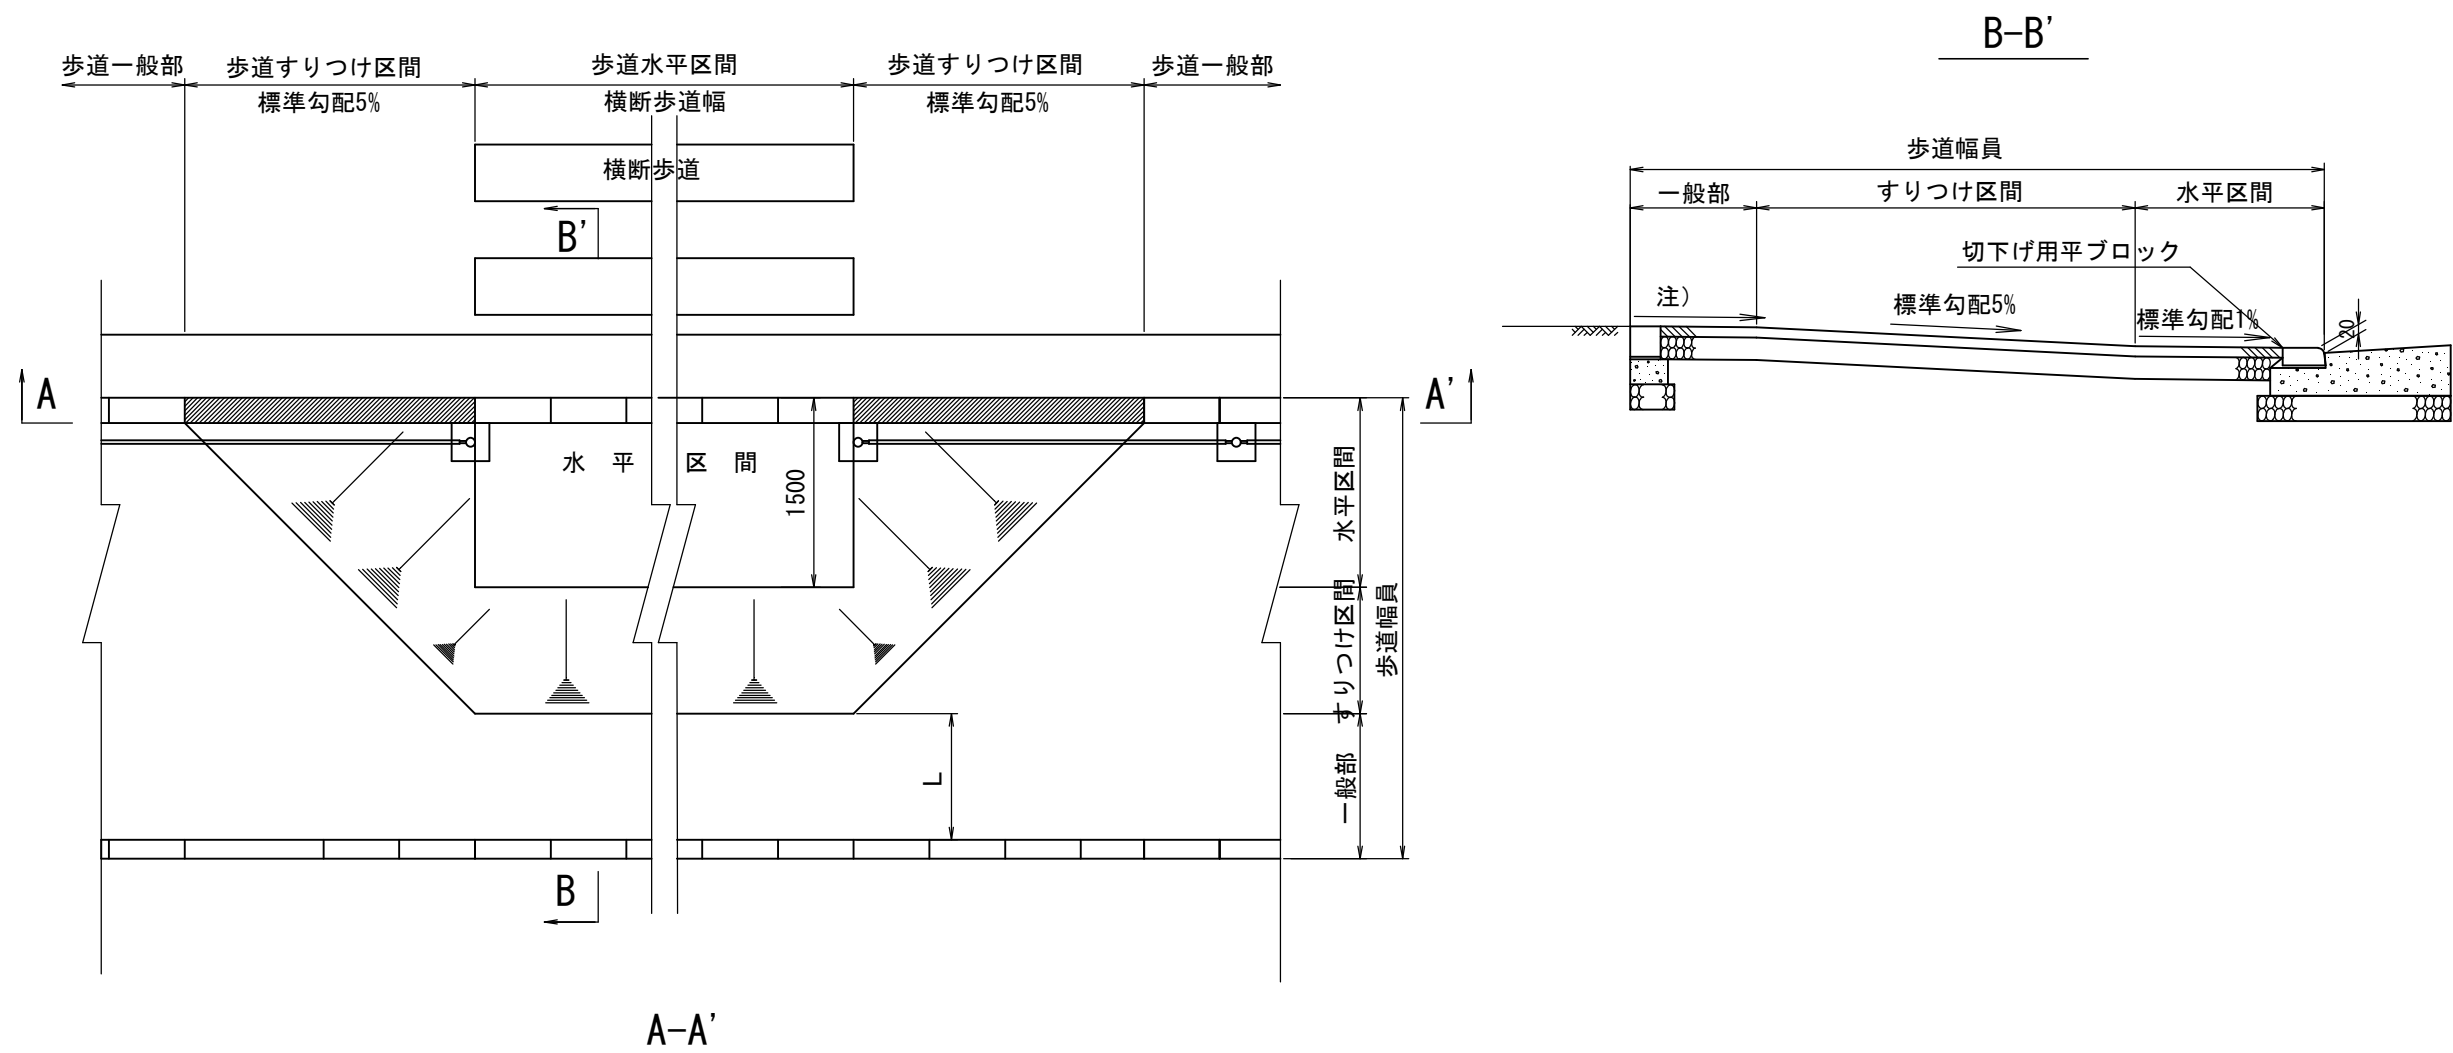 B-B'
歩道一般部
歩道すりつけ区間
歩道水平区間
歩道すりつけ区間
歩道一般部
標準勾配5%
横断歩道幅
標準勾配5%
横断歩道
B'
A
A'
水 平 区 間
1500
水平区間
すりつけ区間
一般部
歩道幅員
L
B
A-A'
歩道幅員
一般部
すりつけ区間
水平区間
切下げ用平ブロック
注)
標準勾配5%
標準勾配1%
20